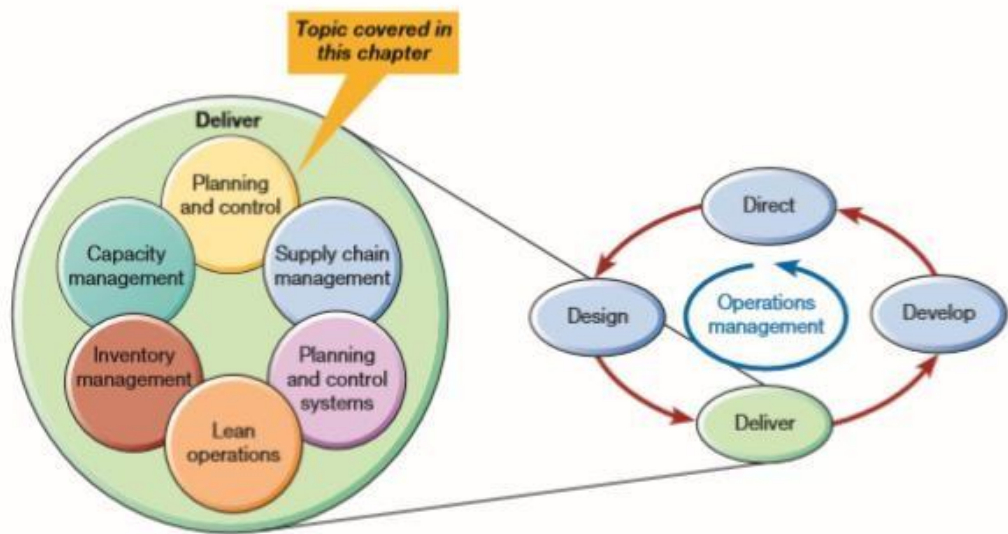 Topic covered in
this chapter
Deliver
Planning
and control
Capacity
management
Supply chain
management
Inventory
management
Planning
and control
systems
Lean
operations
Direct
Design
Operations
management
Develop
Deliver